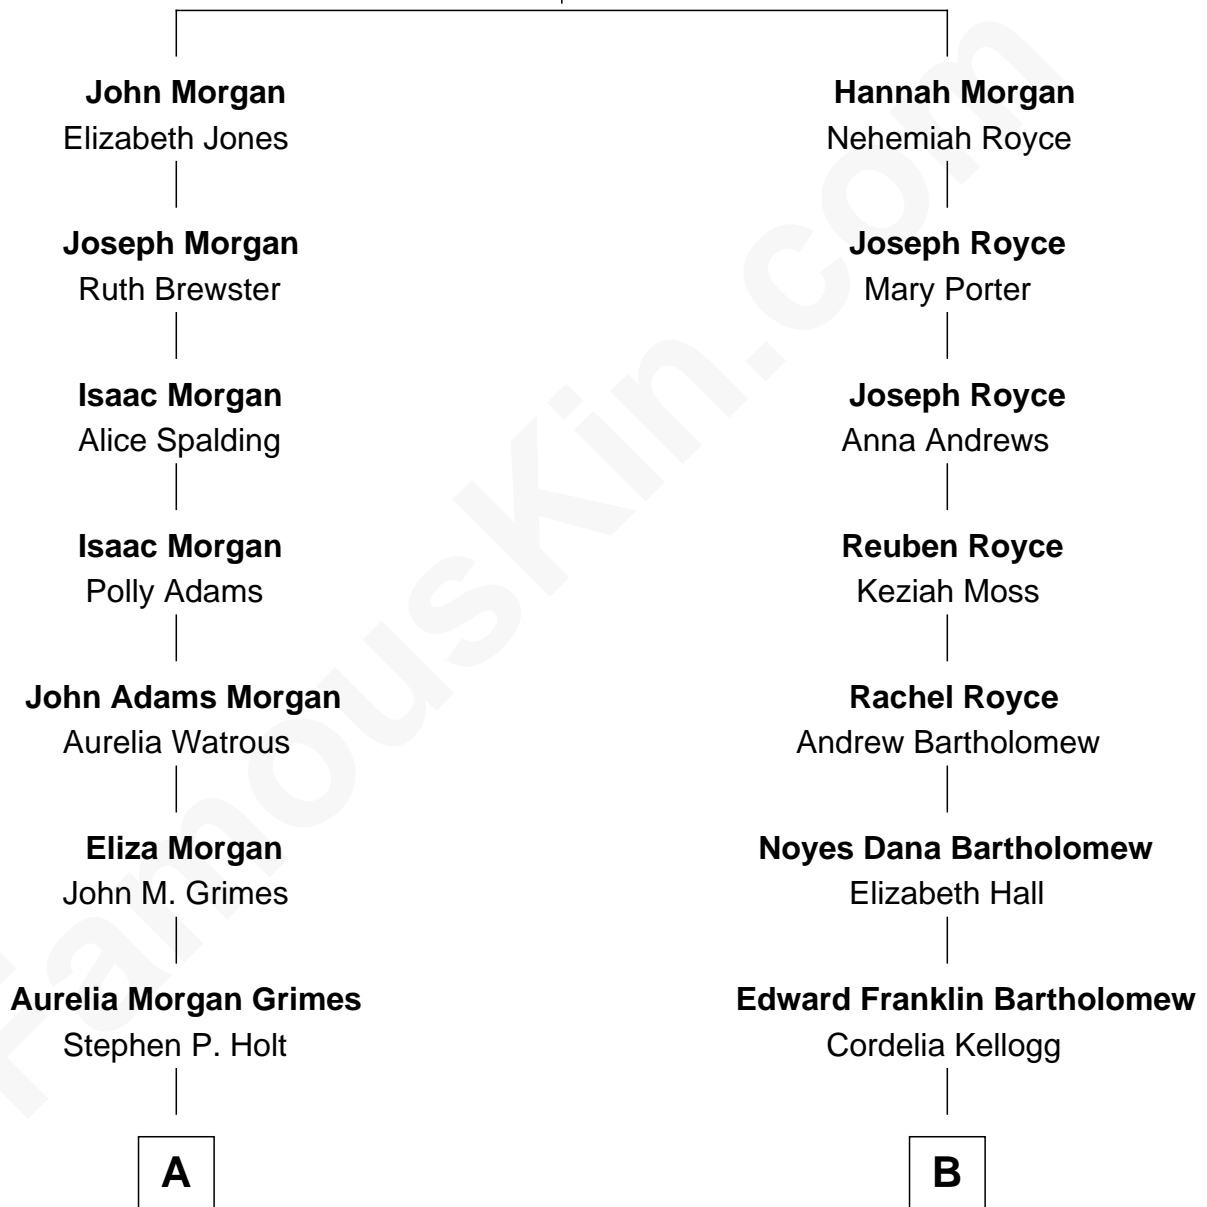 John Morgan
Elizabeth Jones
Joseph Morgan
Ruth Brewster
Isaac Morgan
Alice Spalding
Isaac Morgan
Polly Adams
John Adams Morgan
Aurelia Watrous
Eliza Morgan
John M. Grimes
Aurelia Morgan Grimes
Stephen P. Holt
A
Hannah Morgan
Nehemiah Royce
Joseph Royce
Mary Porter
Joseph Royce
Anna Andrews
Reuben Royce
Keziah Moss
Rachel Royce
Andrew Bartholomew
Noyes Dana Bartholomew
Elizabeth Hall
Edward Franklin Bartholomew
Cordelia Kellogg
B
FamousKin.com